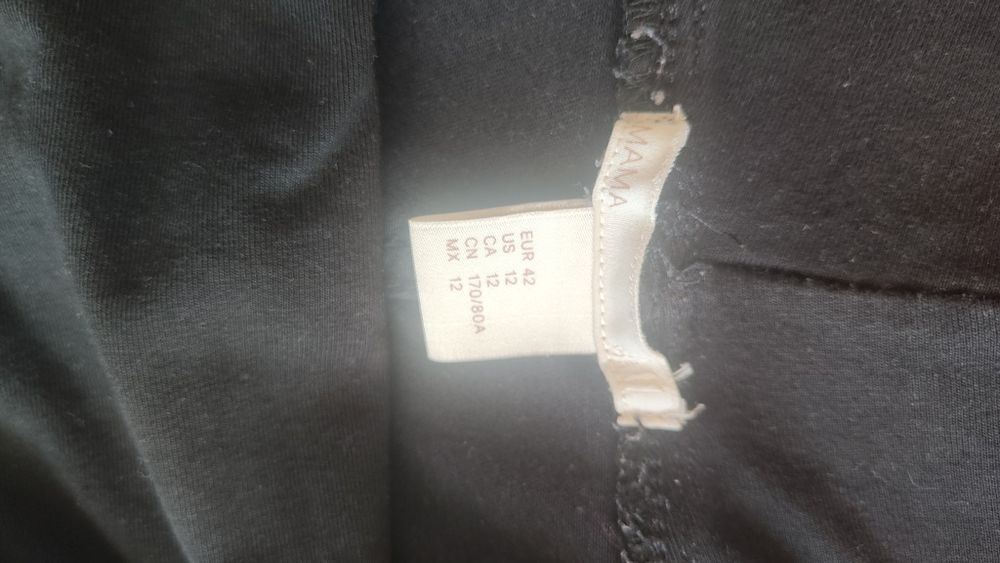 MAMA
EUR 42
US 12
CA 12
CN 170/80A
MX 12